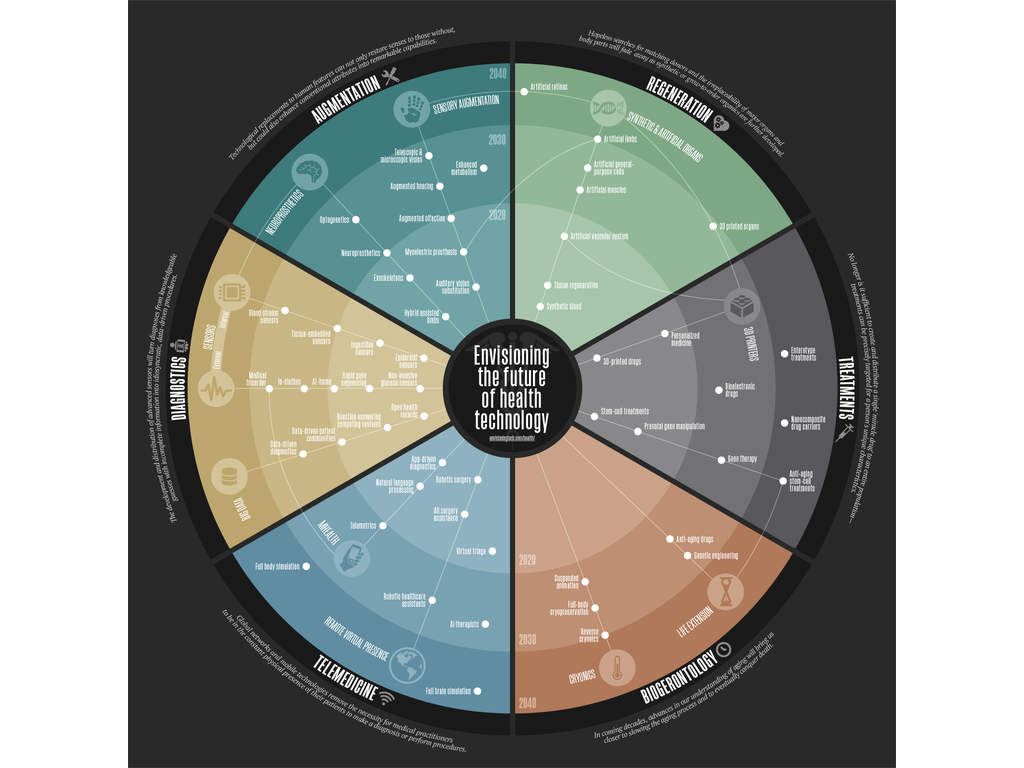 Envisioning
the future
of health
technology
envisioningtech.com/health/
AUGMENTATION
Technological replacements to human features can not only restore senses to those without,
but could also enhance conventional attributes into remarkable capabilities.
2040
2030
2020
SENSORY AUGMENTATION
Telescopic &
microscopic vision
Enhanced
metabolism
Augmented hearing
Augmented olfaction
Myoelectric prosthesis
Auditory vision
substitution
NEUROPROSTHETICS
Optogenetics
Neuroprosthetics
Exoskeletons
Hybrid assisted
limbs
REGENERATION
Hopeless searches for matching donors and the irreplacability of major organs and
body parts will fade away as synthetic or grow-to-order organs are further developed.
Artificial retinas
SYNTHETIC & ARTIFICIAL ORGANS
Artificial limbs
Artificial general-
purpose cells
Artificial muscles
3D printed organs
Artificial vascular system
Tissue regeneration
Synthetic blood
TREATMENTS
No longer is it sufficient to create and distribute a single 'miracle drug' to an entire population –
treatments can be precisely targeted for a person's unique characteristics.
3D PRINTERS
Personalized
medicine
3D-printed drugs
Enterotype
treatments
Bioelectronic
drugs
Stem-cell treatments
Prenatal gene manipulation
Nanocomposite
drug carriers
Gene therapy
Anti-aging
stem-cell
treatments
BIOGERONTOLOGY
In coming decades, advances in our understanding of aging will bring us
closer to slowing the aging process and to eventually conquer death.
Anti-aging drugs
Genetic engineering
LIFE EXTENSION
2020
2030
2040
Suspended
animation
Full-body
cryopreservation
Reverse
cryonics
CRYONICS
TELEMEDICINE
Global networks and mobile technologies remove the necessity for medical practitioners
to be in the constant physical presence of their patients to make a diagnosis or perform procedures.
App-driven
diagnostics
Natural language
processing
Telemetrics
MHEALTH
Robotic surgery
AR surgery
assistance
Virtual triage
Full body simulation
Robotic healthcare
assistants
AI therapists
REMOTE VIRTUAL PRESENCE
Full brain simulation
DIAGNOSTICS
The development and distribution of advanced sensors will turn diagnoses from knowledgable
guesses with incomplete information into idiosyncratic, data-driven procedures.
SENSORS
Internal
External
Blood stream
sensors
Tissue-embedded
sensors
Ingestible
sensors
Epidermal
sensors
Medical
tricorder
In-clothes
At-home
Rapid gene
sequencing
Non-invasive
glucose sensors
Open health
records
Question answering
computing systems
Data-driven patient
communities
Data-driven
diagnostics
BIG DATA